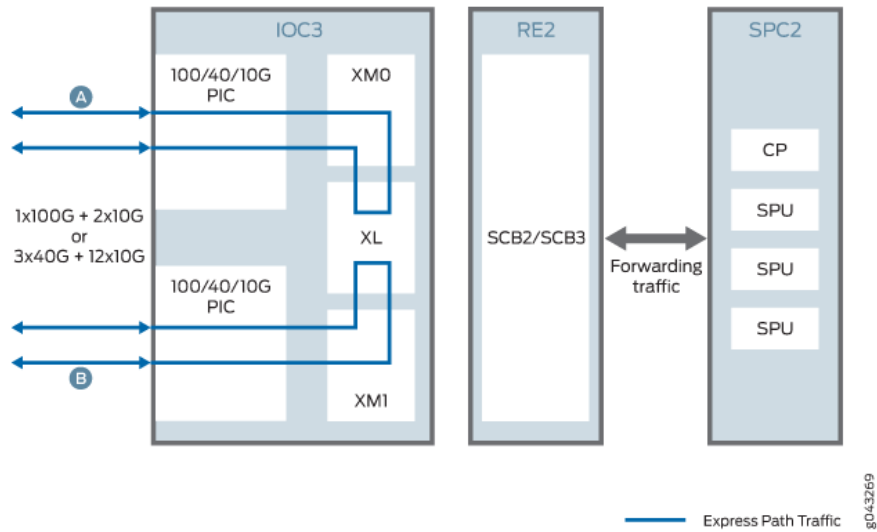 IOC3
RE2
SPC2
100/40/10G
PIC
XM0
A
CP
SPU
1x100G + 2x10G
or
3x40G + 12x10G
XL
SCB2/SCB3
Forwarding
traffic
SPU
100/40/10G
PIC
SPU
B
XM1
Express Path Traffic
g043269